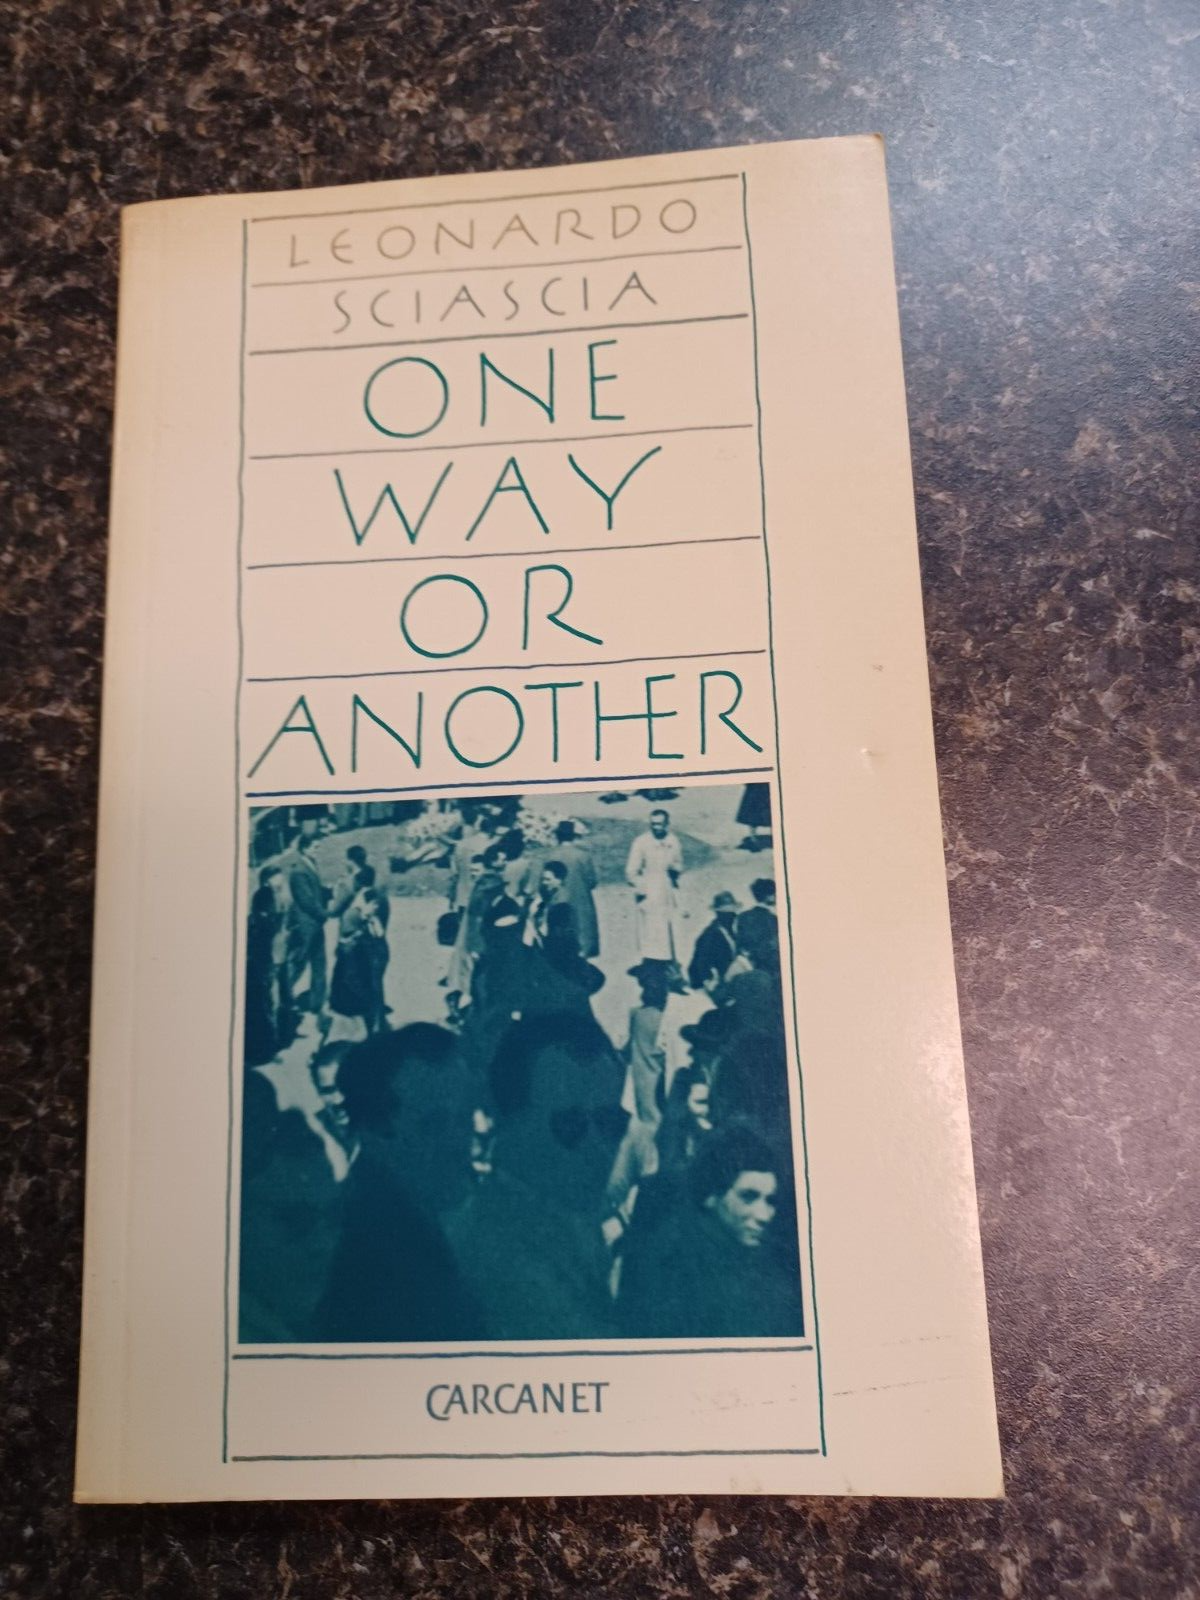 LEONARDO
SCIASCIA
ONE
WAY
OR
ANOTHER
CARCANET